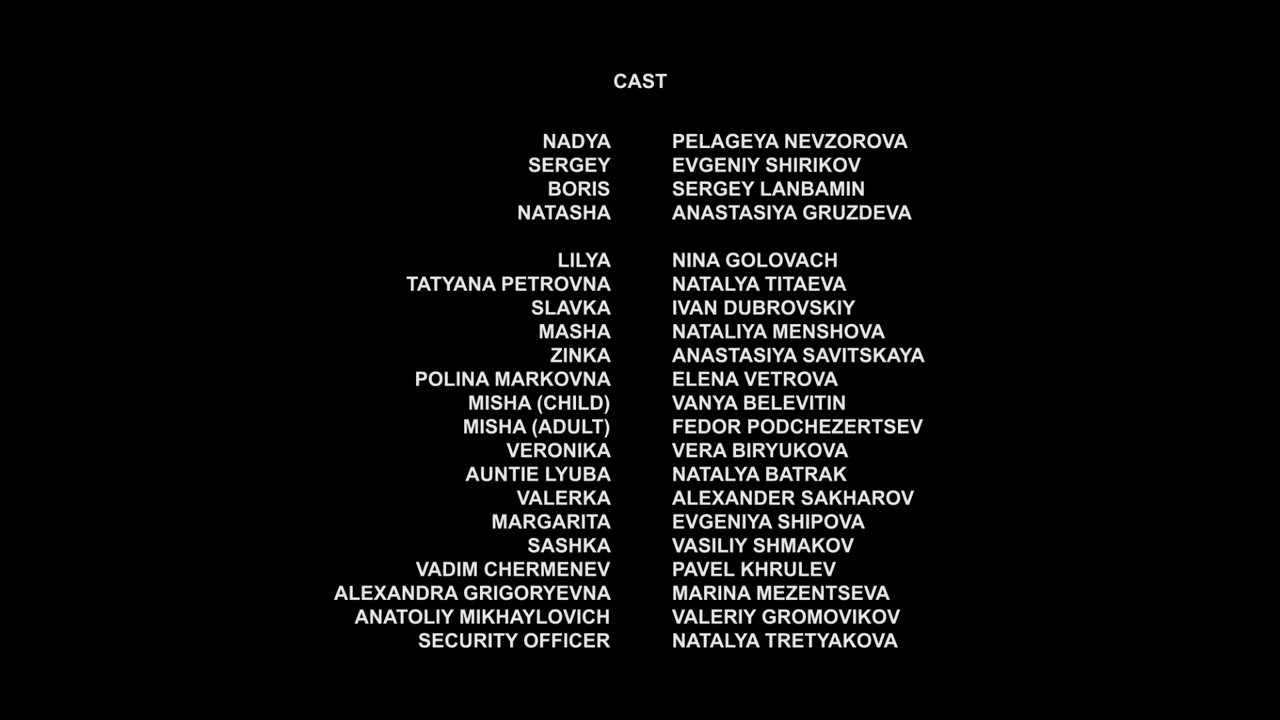 CAST
NADYA PELAGEYA NEVZOROVA
SERGEY EVGENIY SHIRIKOV
BORIS SERGEY LANBAMIN
NATASHA ANASTASIYA GRUZDEVA
LILYA NINA GOLOVACH
TATYANA PETROVNA NATALYA TITAEVA
SLAVKA IVAN DUBROVSKIY
MASHA NATALIYA MENSHOVA
ZINKA ANASTASIYA SAVITSKAYA
POLINA MARKOVNA ELENA VETROVA
MISHA (CHILD) VANYA BELEVITIN
MISHA (ADULT) FEDOR PODCHEZERTSEV
VERONIKA VERA BIRYUKOVA
AUNTIE LYUBA NATALYA BATRAK
VALERKA ALEXANDER SAKHAROV
MARGARITA EVGENIYA SHIPOVA
SASHKA VASILIY SHMAKOV
VADIM CHERMENEV PAVEL KHRULEV
ALEXANDRA GRIGORYEVNA MARINA MEZENTSEVA
ANATOLIY MIKHAYLOVICH VALERIY GROMOVIKOV
SECURITY OFFICER NATALYA TRETYAKOVA